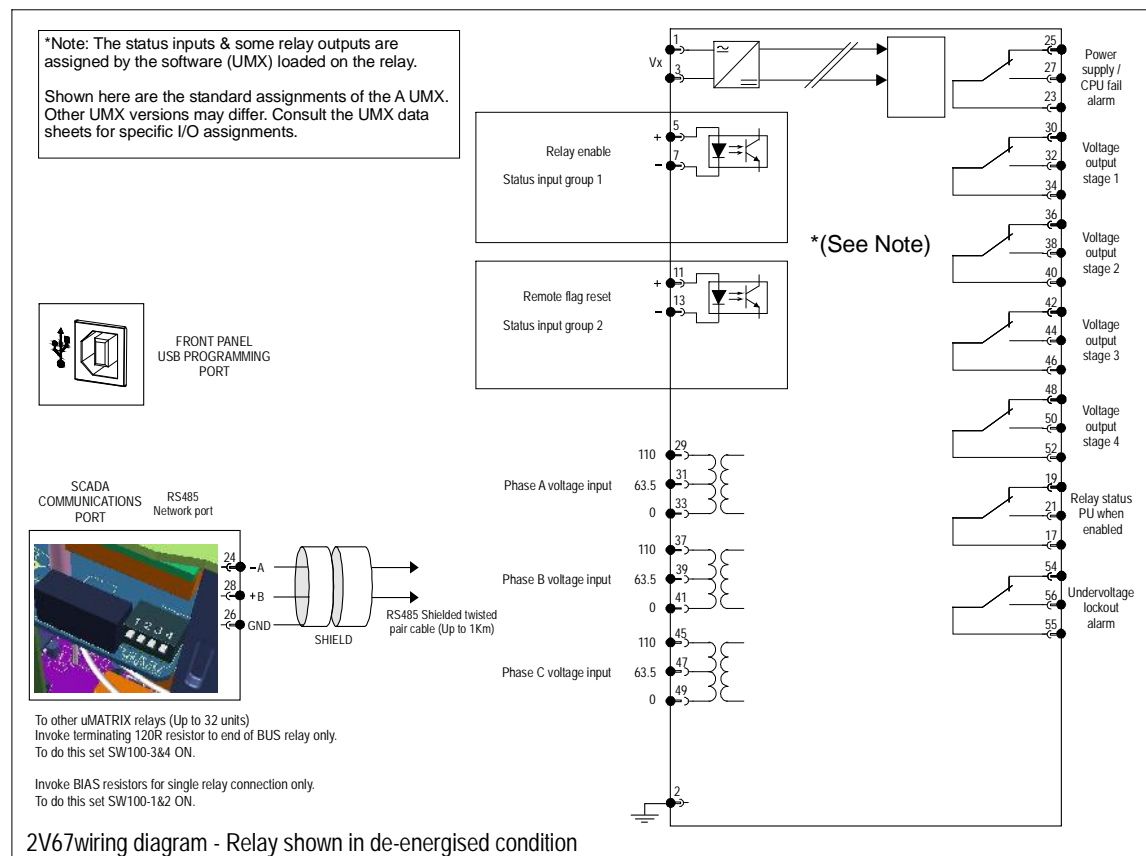 *Note: The status inputs & some relay outputs are
assigned by the software (UMX) loaded on the relay.
Shown here are the standard assignments of the A UMX.
Other UMX versions may differ. Consult the UMX data
sheets for specific I/O assignments.
Vx
1
3
Relay enable
Status input group 1
+
5
–
7
*(See Note)
Remote flag reset
Status input group 2
+
11
–
13
FRONT PANEL
USB PROGRAMMING
PORT
Phase A voltage input
110
29
63.5
31
0
33
Phase B voltage input
110
37
63.5
39
0
41
Phase C voltage input
110
45
63.5
47
0
49
2
25
27
23
Power
supply /
CPU fail
alarm
30
32
34
Voltage
output
stage 1
36
38
40
Voltage
output
stage 2
42
44
46
Voltage
output
stage 3
48
50
52
Voltage
output
stage 4
19
21
17
Relay status
PU when
enabled
54
56
55
Undervoltage
lockout
alarm
SCADA
COMMUNICATIONS
PORT
RS485
Network port
1 2 3 4
24
–A
28
+B
26
GND
SHIELD
RS485 Shielded twisted
pair cable (Up to 1Km)
To other uMATRIX relays (Up to 32 units)
Invoke terminating 120R resistor to end of BUS relay only.
To do this set SW100-3&4 ON.
Invoke BIAS resistors for single relay connection only.
To do this set SW100-1&2 ON.
2V67wiring diagram - Relay shown in de-energised condition